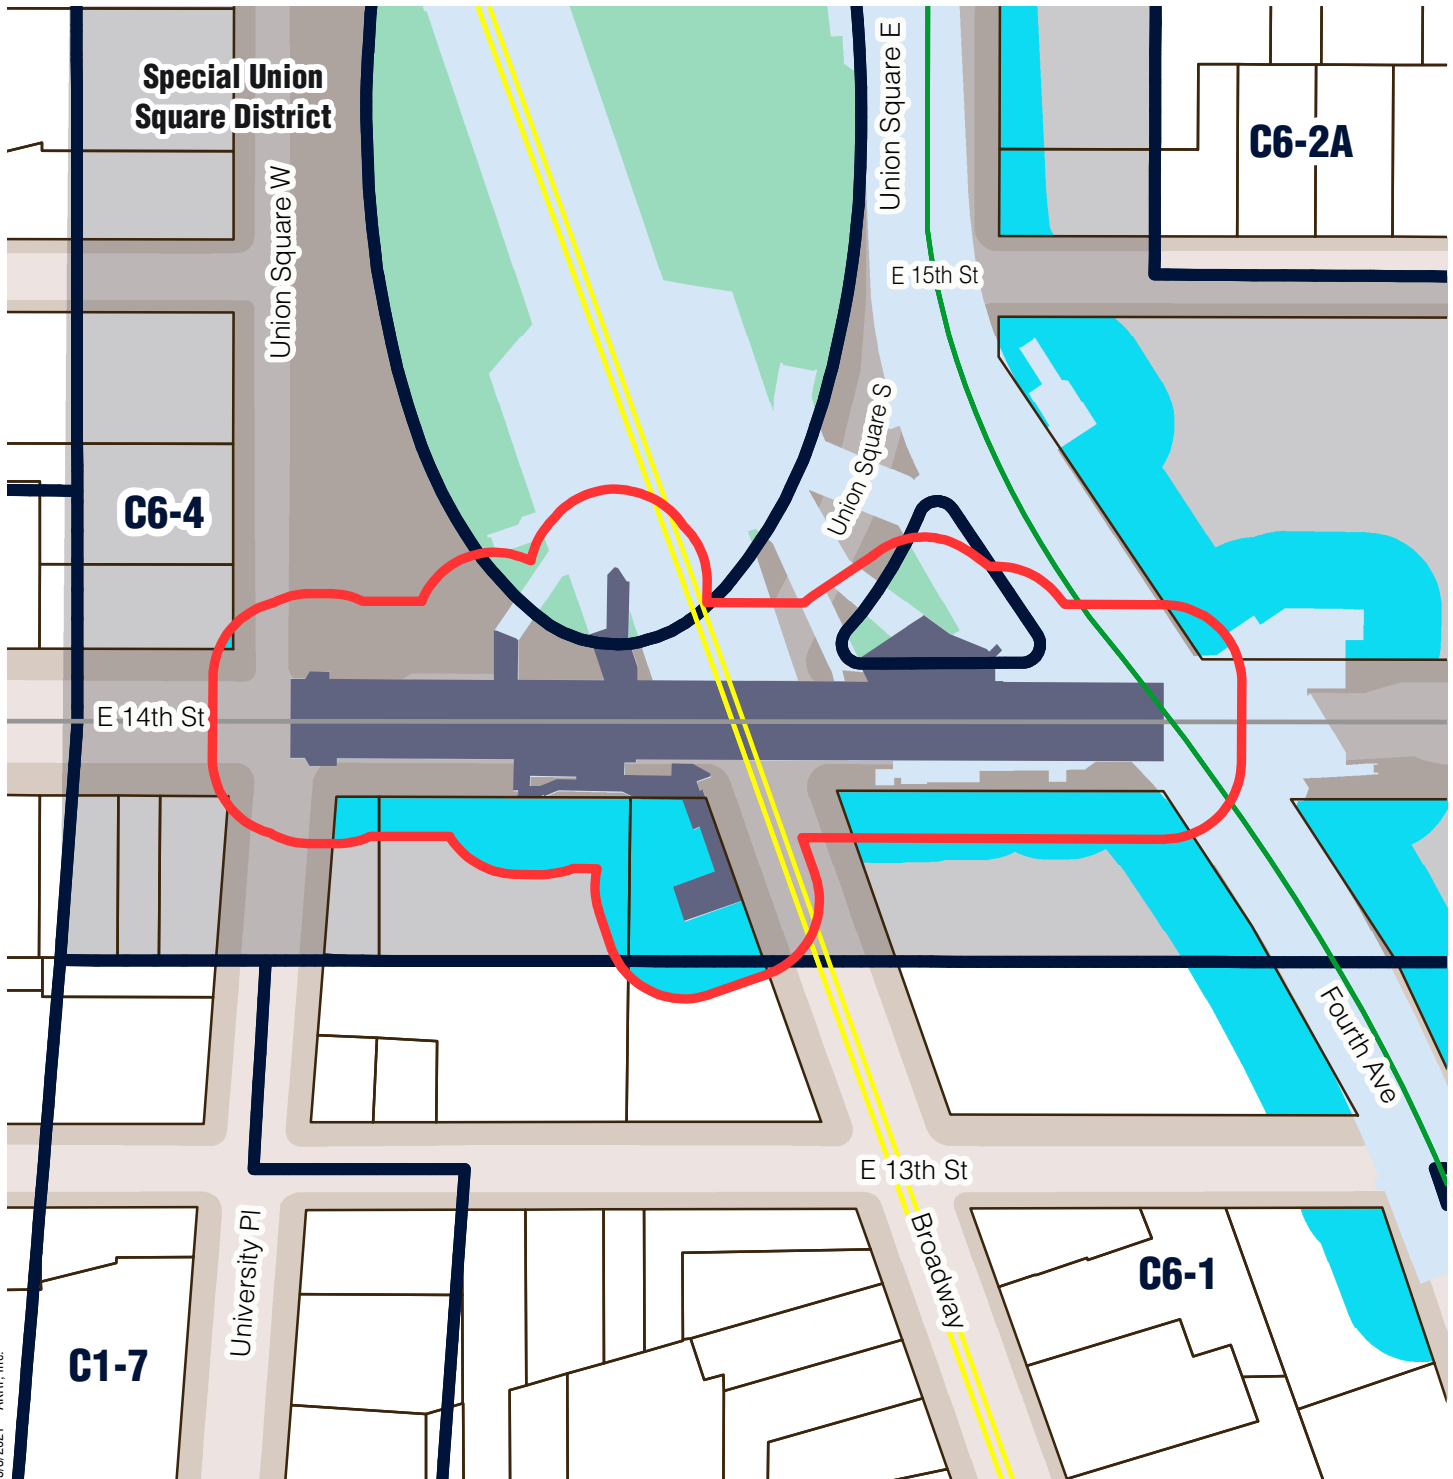 Special Union
Square District
Union Square E
C6-2A
Union Square W
E 15th St
Union Square S
C6-4
E 14th St
Fourth Ave
E 13th St
University Pl
Broadway
C6-1
C1-7